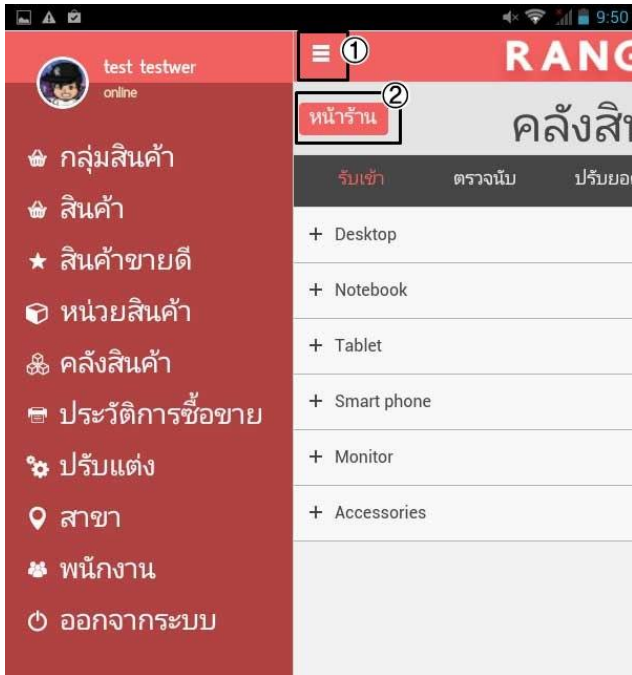 9:50
test testwer
online
กลุ่มสินค้า
สินค้า
สินค้าขายดี
หน่วยสินค้า
คลังสินค้า
ประวัติการซื้อขาย
ปรับแต่ง
สาขา
พนักงาน
ออกจากระบบ
① RANG
② หน้าร้าน
คลังสิน
รับเข้า ตรวจนับ ปรับยอด
+ Desktop
+ Notebook
+ Tablet
+ Smart phone
+ Monitor
+ Accessories